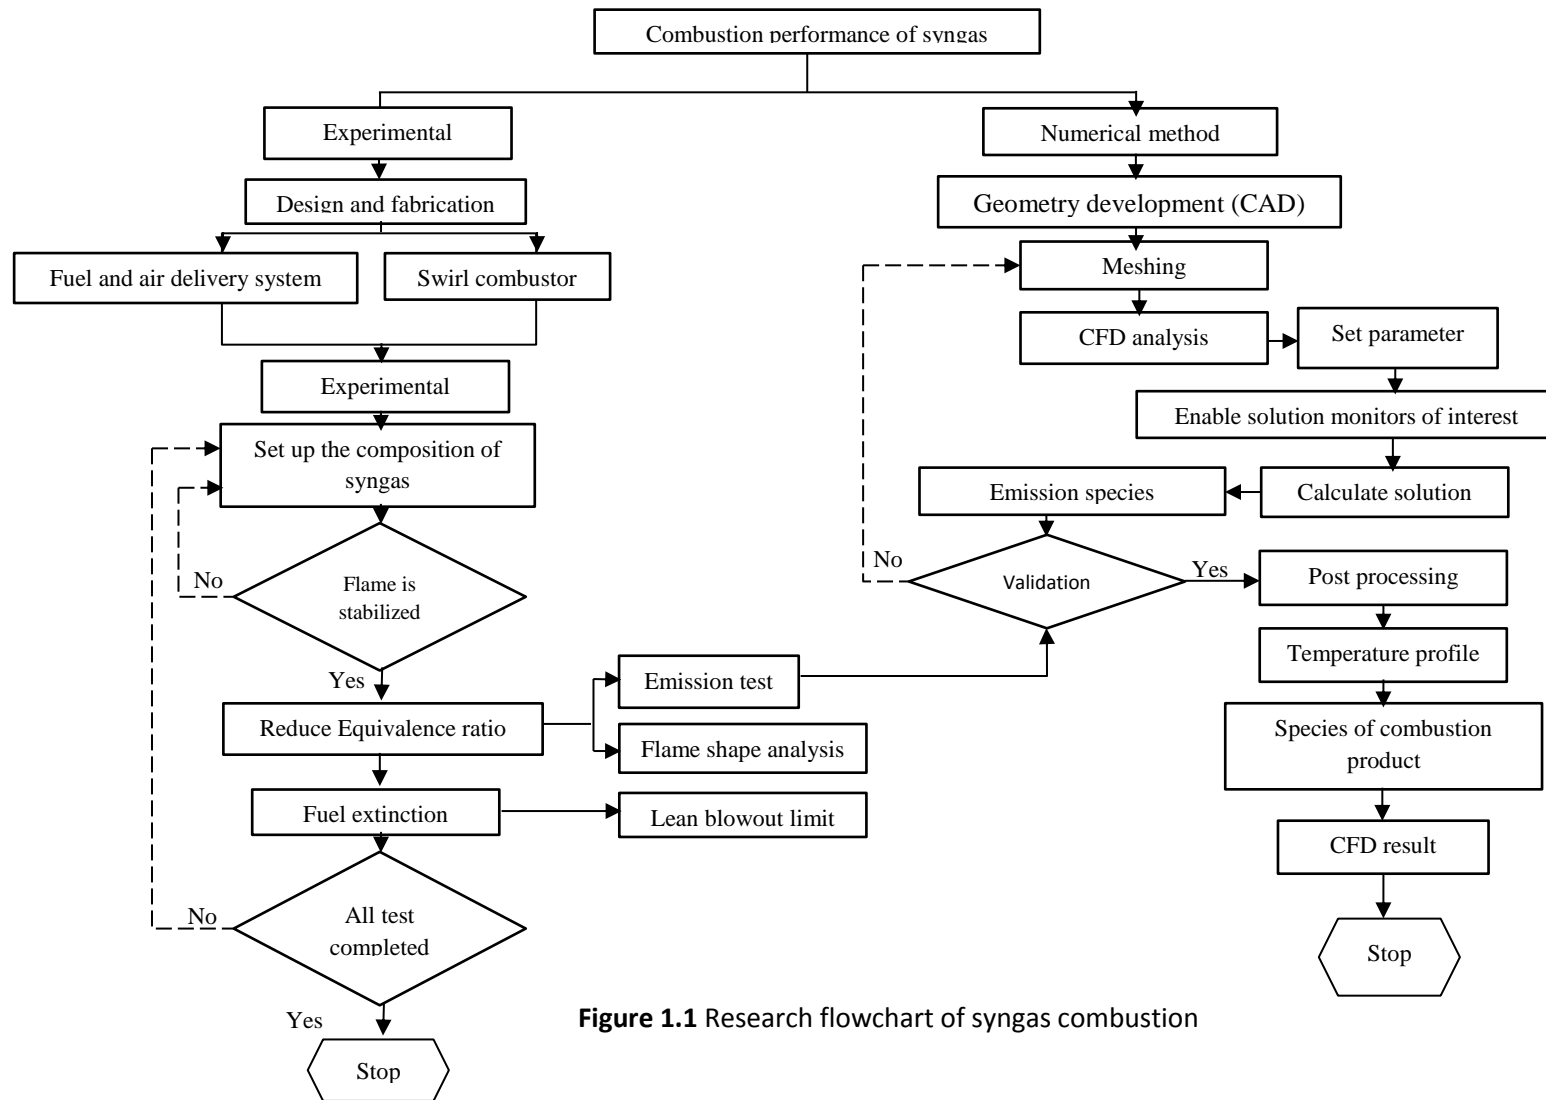 Combustion performance of syngas
Experimental
Numerical method
Design and fabrication
Geometry development (CAD)
Fuel and air delivery system
Swirl combustor
Meshing
CFD analysis
Set parameter
Experimental
Enable solution monitors of interest
Set up the composition of
syngas
Emission species
Calculate solution
No
Flame is
stabilized
Yes
No
Validation
Yes
Post processing
Temperature profile
Reduce Equivalence ratio
Emission test
Flame shape analysis
Species of combustion
product
Fuel extinction
Lean blowout limit
CFD result
No
All test
completed
Yes
Stop
Stop
Figure 1.1 Research flowchart of syngas combustion